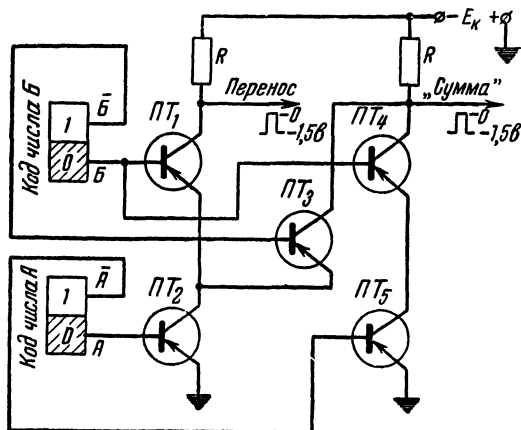 – Eк + 
R
R
Перенос
0
–1,5в
„Сумма"
0
–1,5в
Код числа Б
1
0
Б̅
Б
ПТ1
ПТ4
ПТ3
Код числа А
1
0
А̅
А
ПТ2
ПТ5